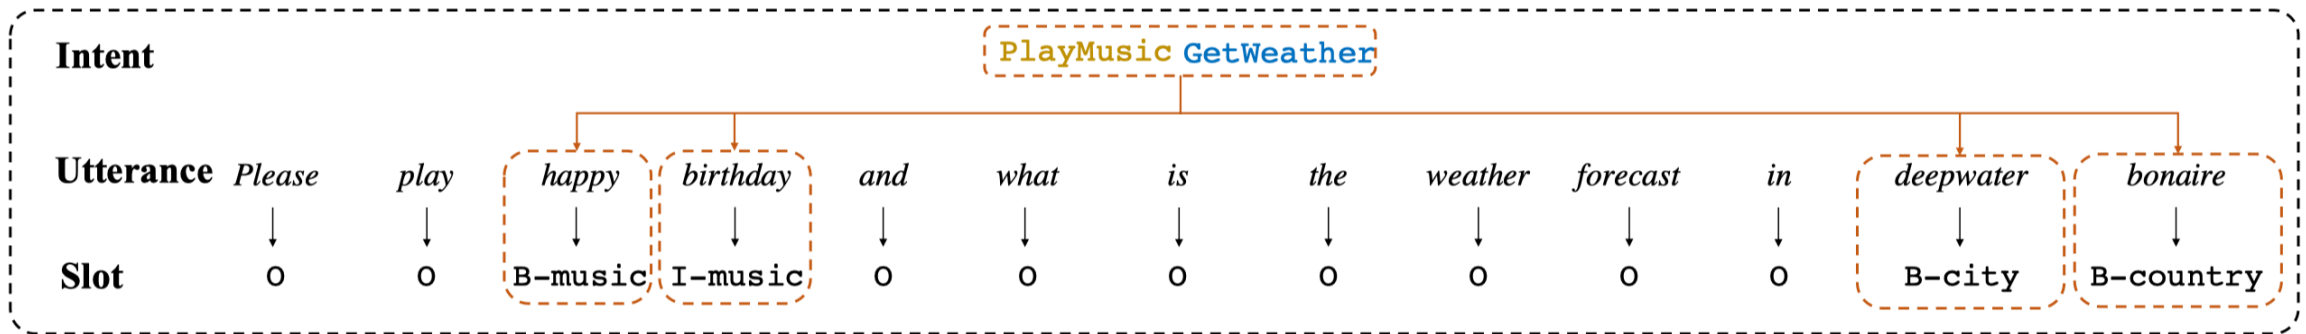 Intent PlayMusic GetWeather
Utterance Please play happy birthday and what is the weather forecast in deepwater bonaire
Slot O O B-music I-music O O O O O O O B-city B-country